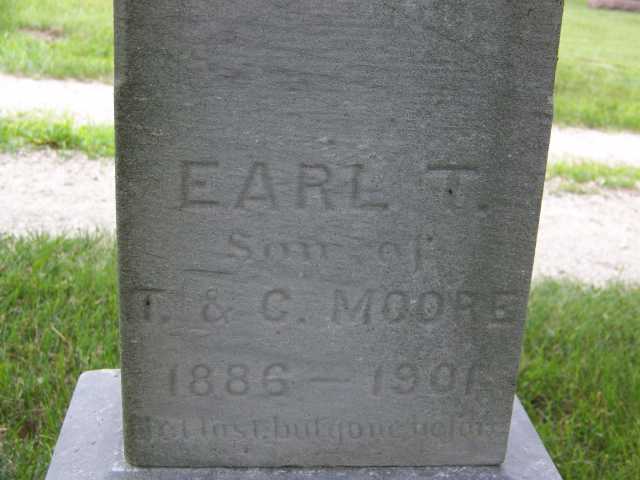 EARL T.
Son of
T. & C. MOORE
1886 — 1901
Not lost, but gone before